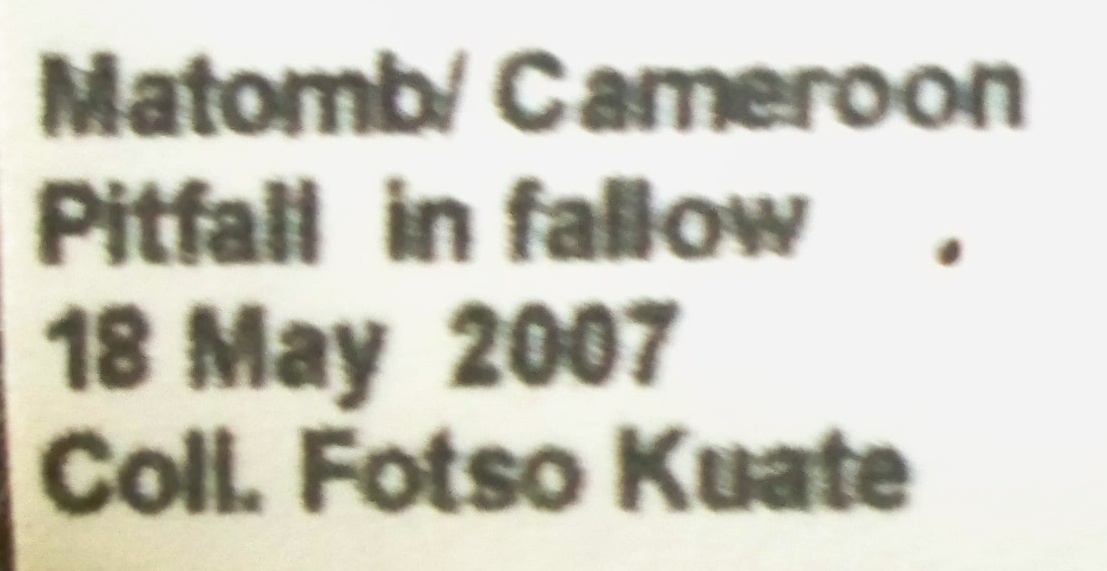 Matomb/ Cameroon
Pitfall in fallow
18 May 2007
Coll. Fotso Kuate